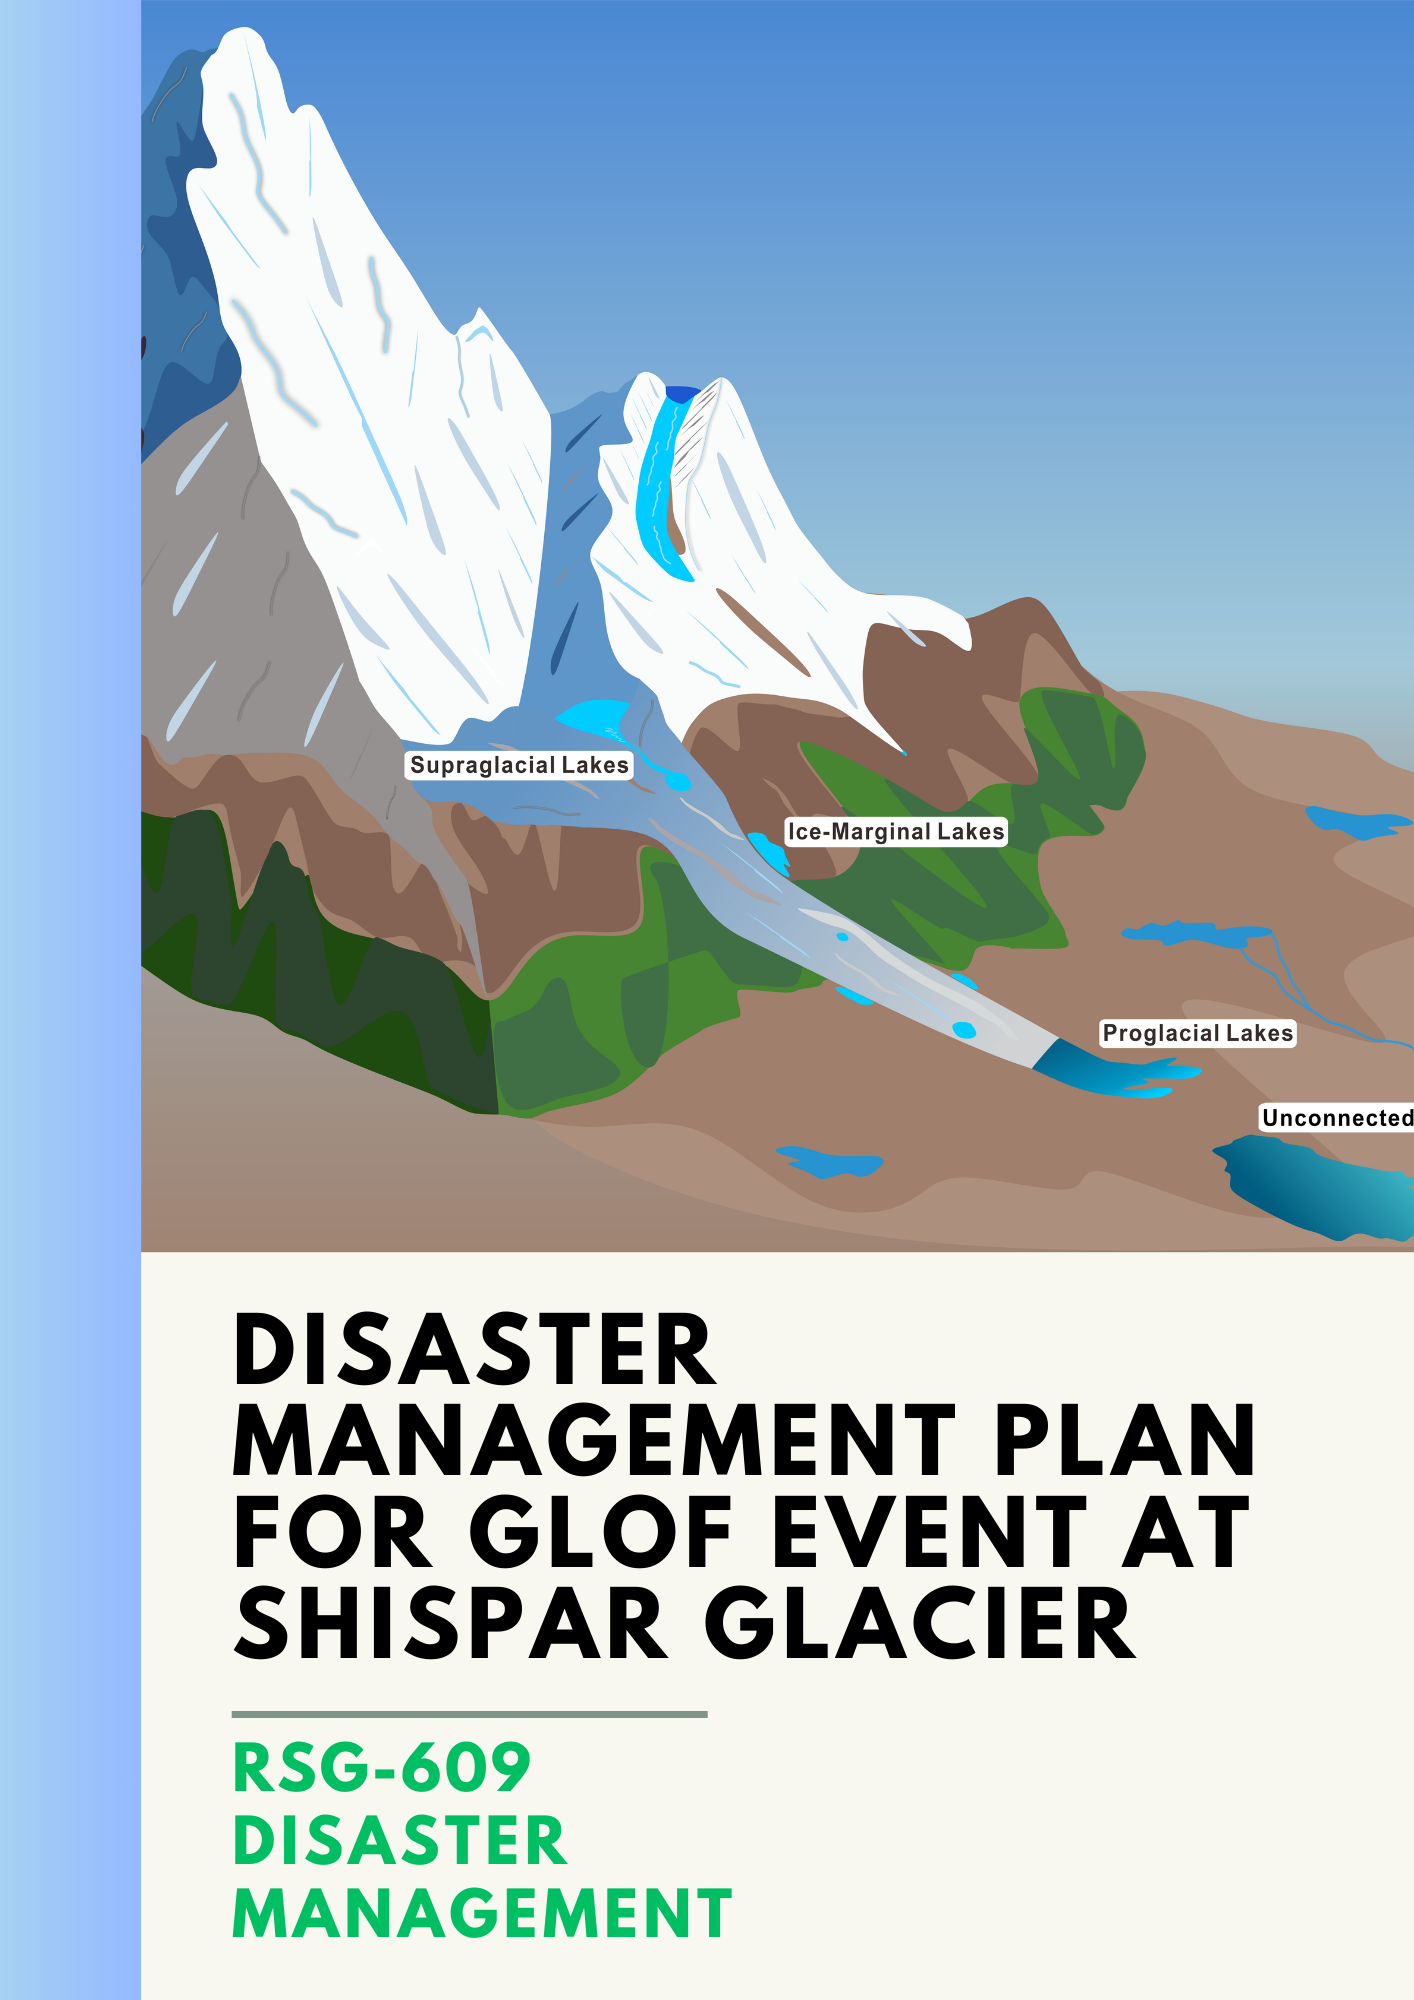 Supraglacial Lakes
Ice-Marginal Lakes
Proglacial Lakes
Unconnected
DISASTER
MANAGEMENT PLAN
FOR GLOF EVENT AT
SHISPAR GLACIER
RSG-609
DISASTER
MANAGEMENT